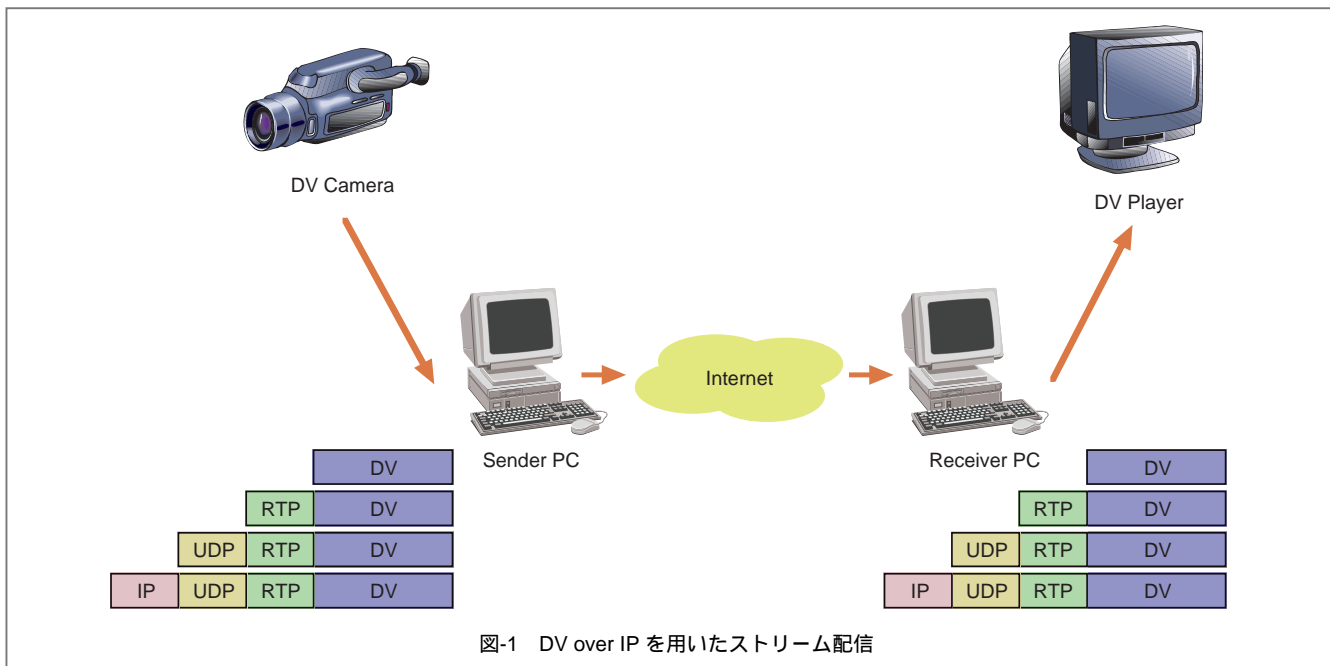 DV Camera
DV Player
Internet
Sender PC
Receiver PC
DV
RTP DV
UDP RTP DV
IP UDP RTP DV
DV
RTP DV
UDP RTP DV
IP UDP RTP DV
図-1 DV over IP を用いたストリーム配信